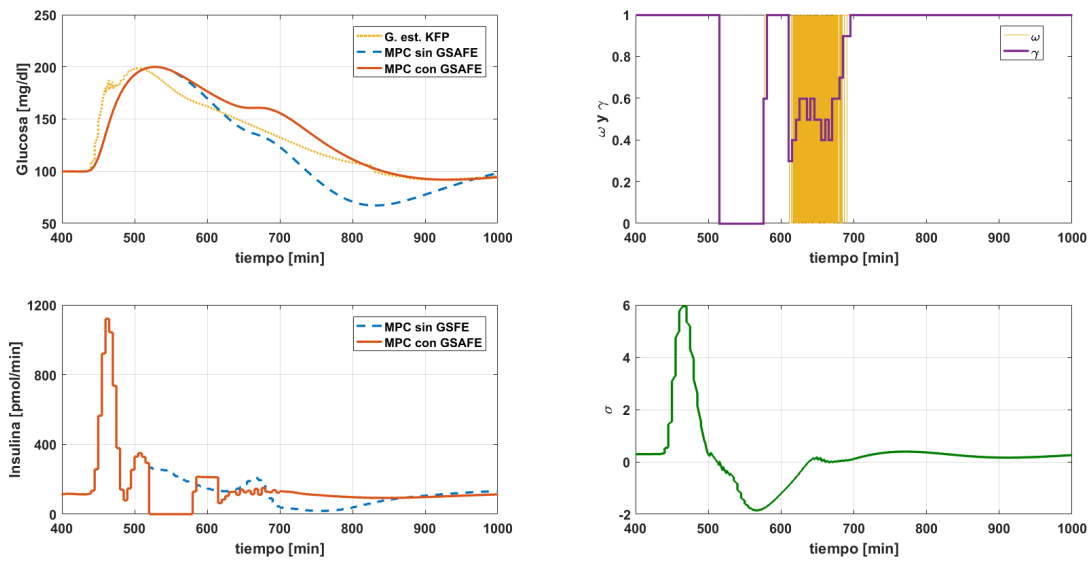 250
200
150
100
50
Glucosa [mg/dl]
G. est. KFP
MPC sin GSAFE
MPC con GSAFE
400 500 600 700 800 900 1000
tiempo [min]
1
0.8
0.6
0.4
0.2
0
ω y γ
ω
γ
400 500 600 700 800 900 1000
tiempo [min]
1200
800
400
0
Insulina [pmol/min]
MPC sin GSFE
MPC con GSAFE
400 500 600 700 800 900 1000
tiempo [min]
6
4
2
0
-2
σ
400 500 600 700 800 900 1000
tiempo [min]